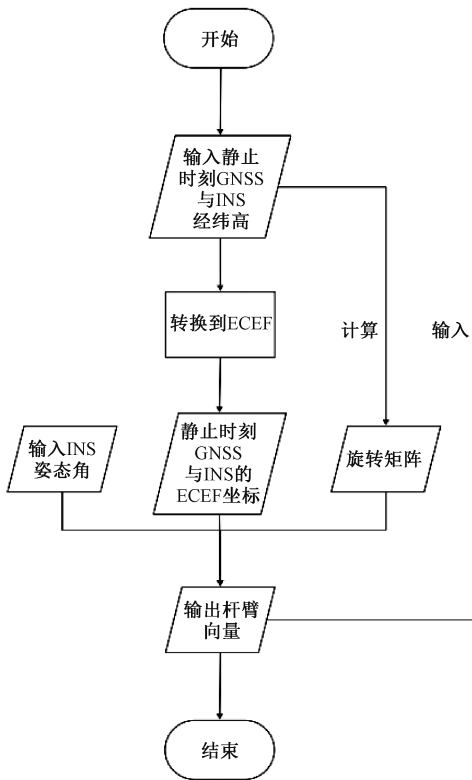 开始
输入静止
时刻GNSS
与INS
经纬高
转换到ECEF
计算
输入
输入INS
姿态角
静止时刻
GNSS
与INS的
ECEF坐标
旋转矩阵
输出杆臂
向量
结束